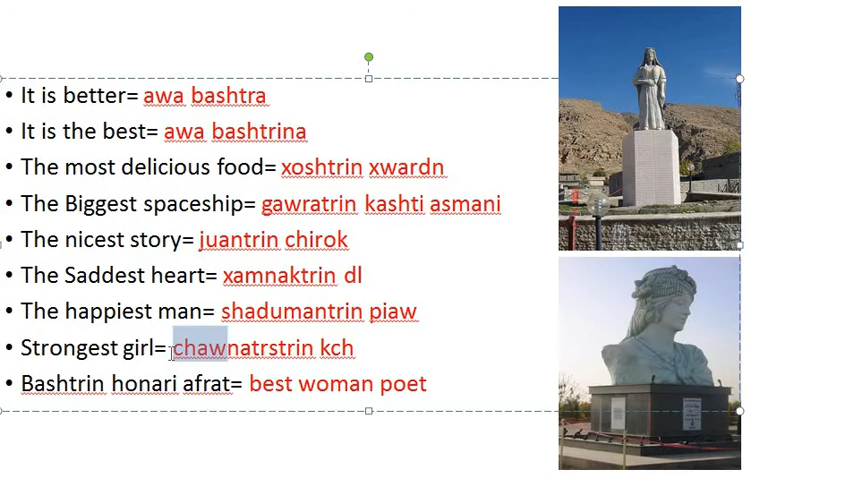 • It is better= awa bashtra
• It is the best= awa bashtrina
• The most delicious food= xoshtrin xwardn
• The Biggest spaceship= gawratrin kashti asmani
• The nicest story= juantrin chirok
• The Saddest heart= xamnaktrin dl
• The happiest man= shadumantrin piaw
• Strongest girl= chawnatrstrin kch
• Bashtrin honari afrat= best woman poet